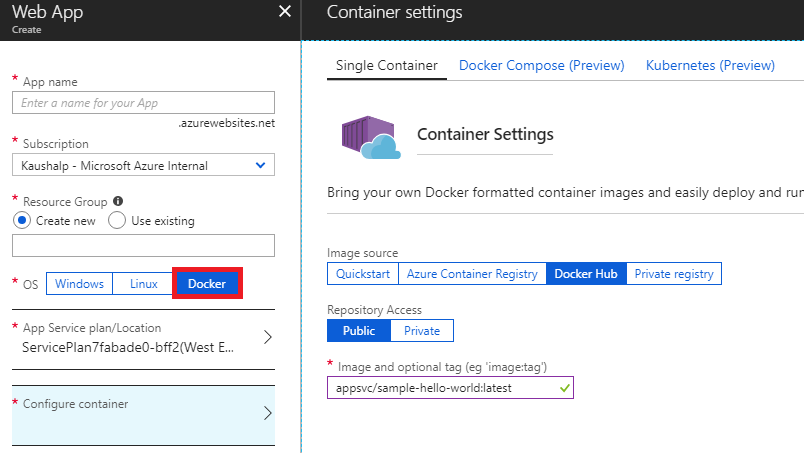 Web App
Create
* App name
Enter a name for your App
.azurewebsites.net
* Subscription
Kaushalp - Microsoft Azure Internal
* Resource Group
Create new Use existing
* OS Windows Linux Docker
* App Service plan/Location
ServicePlan7fabade0-bff2(West E...
* Configure container
Container settings
Single Container Docker Compose (Preview) Kubernetes (Preview)
Container Settings
Bring your own Docker formatted container images and easily deploy and run
Image source
Quickstart Azure Container Registry Docker Hub Private registry
Repository Access
Public Private
* Image and optional tag (eg 'image:tag')
appsvc/sample-hello-world:latest